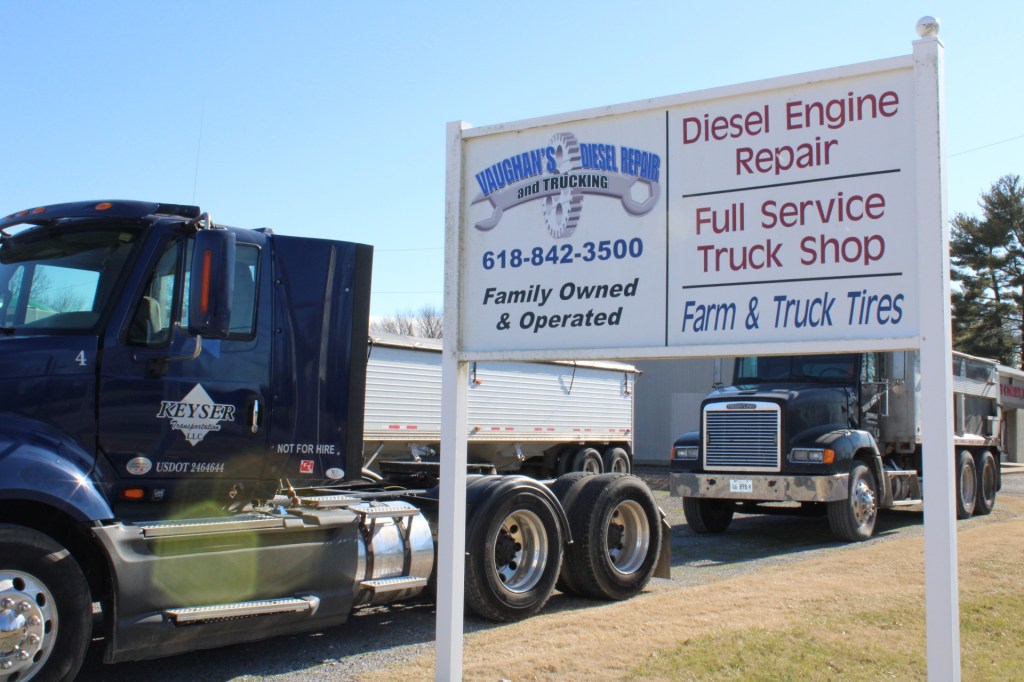 VAUGHAN'S DIESEL REPAIR
and TRUCKING
618-842-3500
Family Owned
& Operated
Diesel Engine
Repair
Full Service
Truck Shop
Farm & Truck Tires
4
KEYSER
Transportation
LLC
USDOT 2464644
NOT FOR HIRE